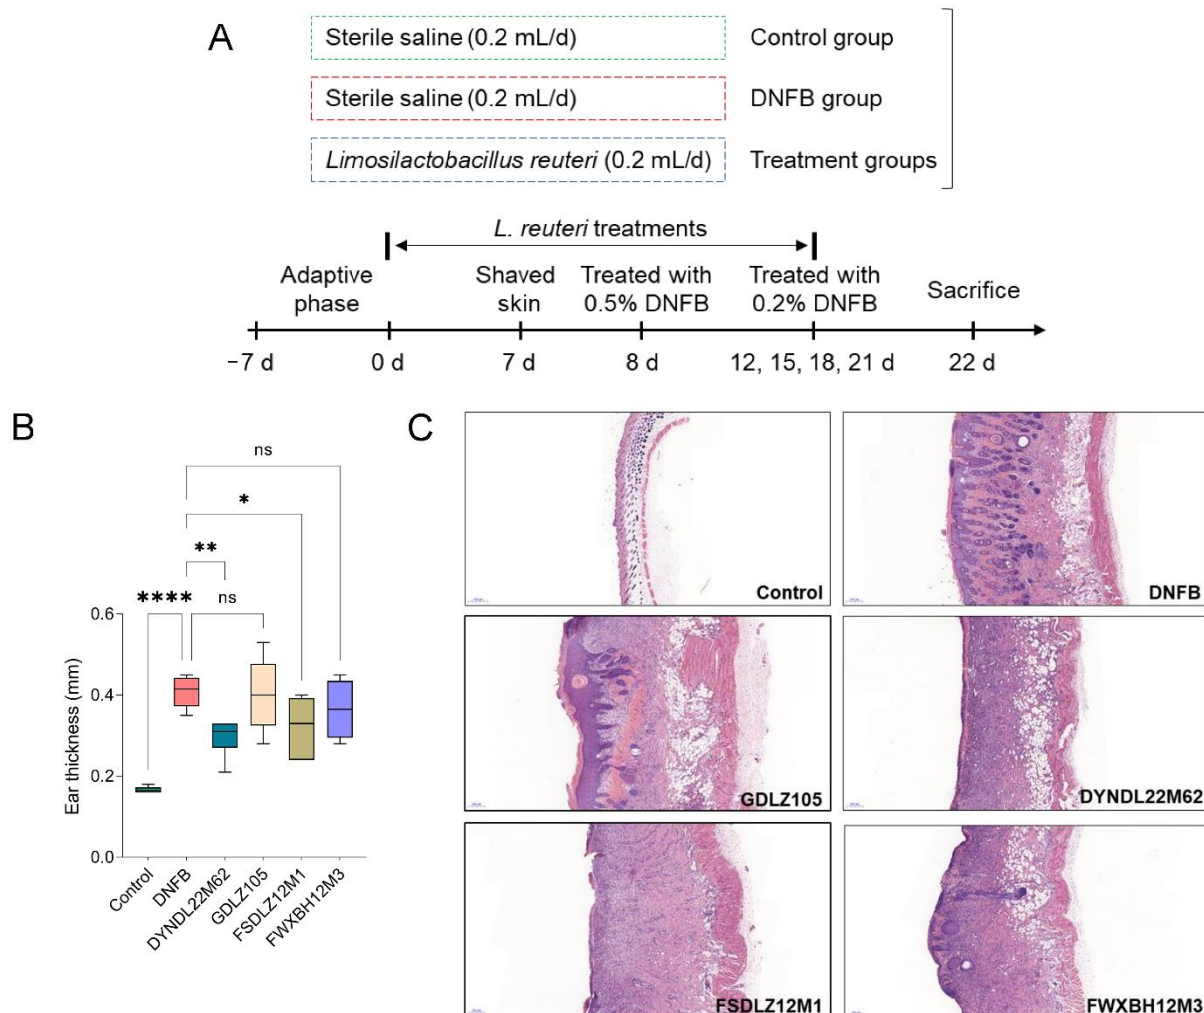 A
Sterile saline (0.2 mL/d)
Control group
Sterile saline (0.2 mL/d)
DNFB group
Limosilactobacillus reuteri (0.2 mL/d)
Treatment groups
L. reuteri treatments
Adaptive
phase
Shaved
skin
Treated with
0.5% DNFB
Treated with
0.2% DNFB
Sacrifice
−7 d
0 d
7 d
8 d
12, 15, 18, 21 d
22 d
B
ns
*
**
****
ns
Ear thickness (mm)
0.6
0.4
0.2
0.0
Control
DNFB
DYNDL22M62
GDLZ105
FSDLZ12M1
FWXBH12M3
C
Control
DNFB
GDLZ105
DYNDL22M62
FSDLZ12M1
FWXBH12M3